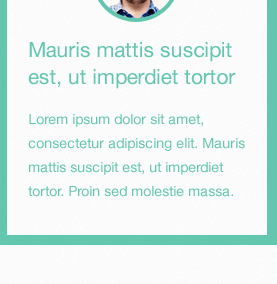 Mauris mattis suscipit
est, ut imperdiet tortor
Lorem ipsum dolor sit amet,
consectetur adipiscing elit. Mauris
mattis suscipit est, ut imperdiet
tortor. Proin sed molestie massa.